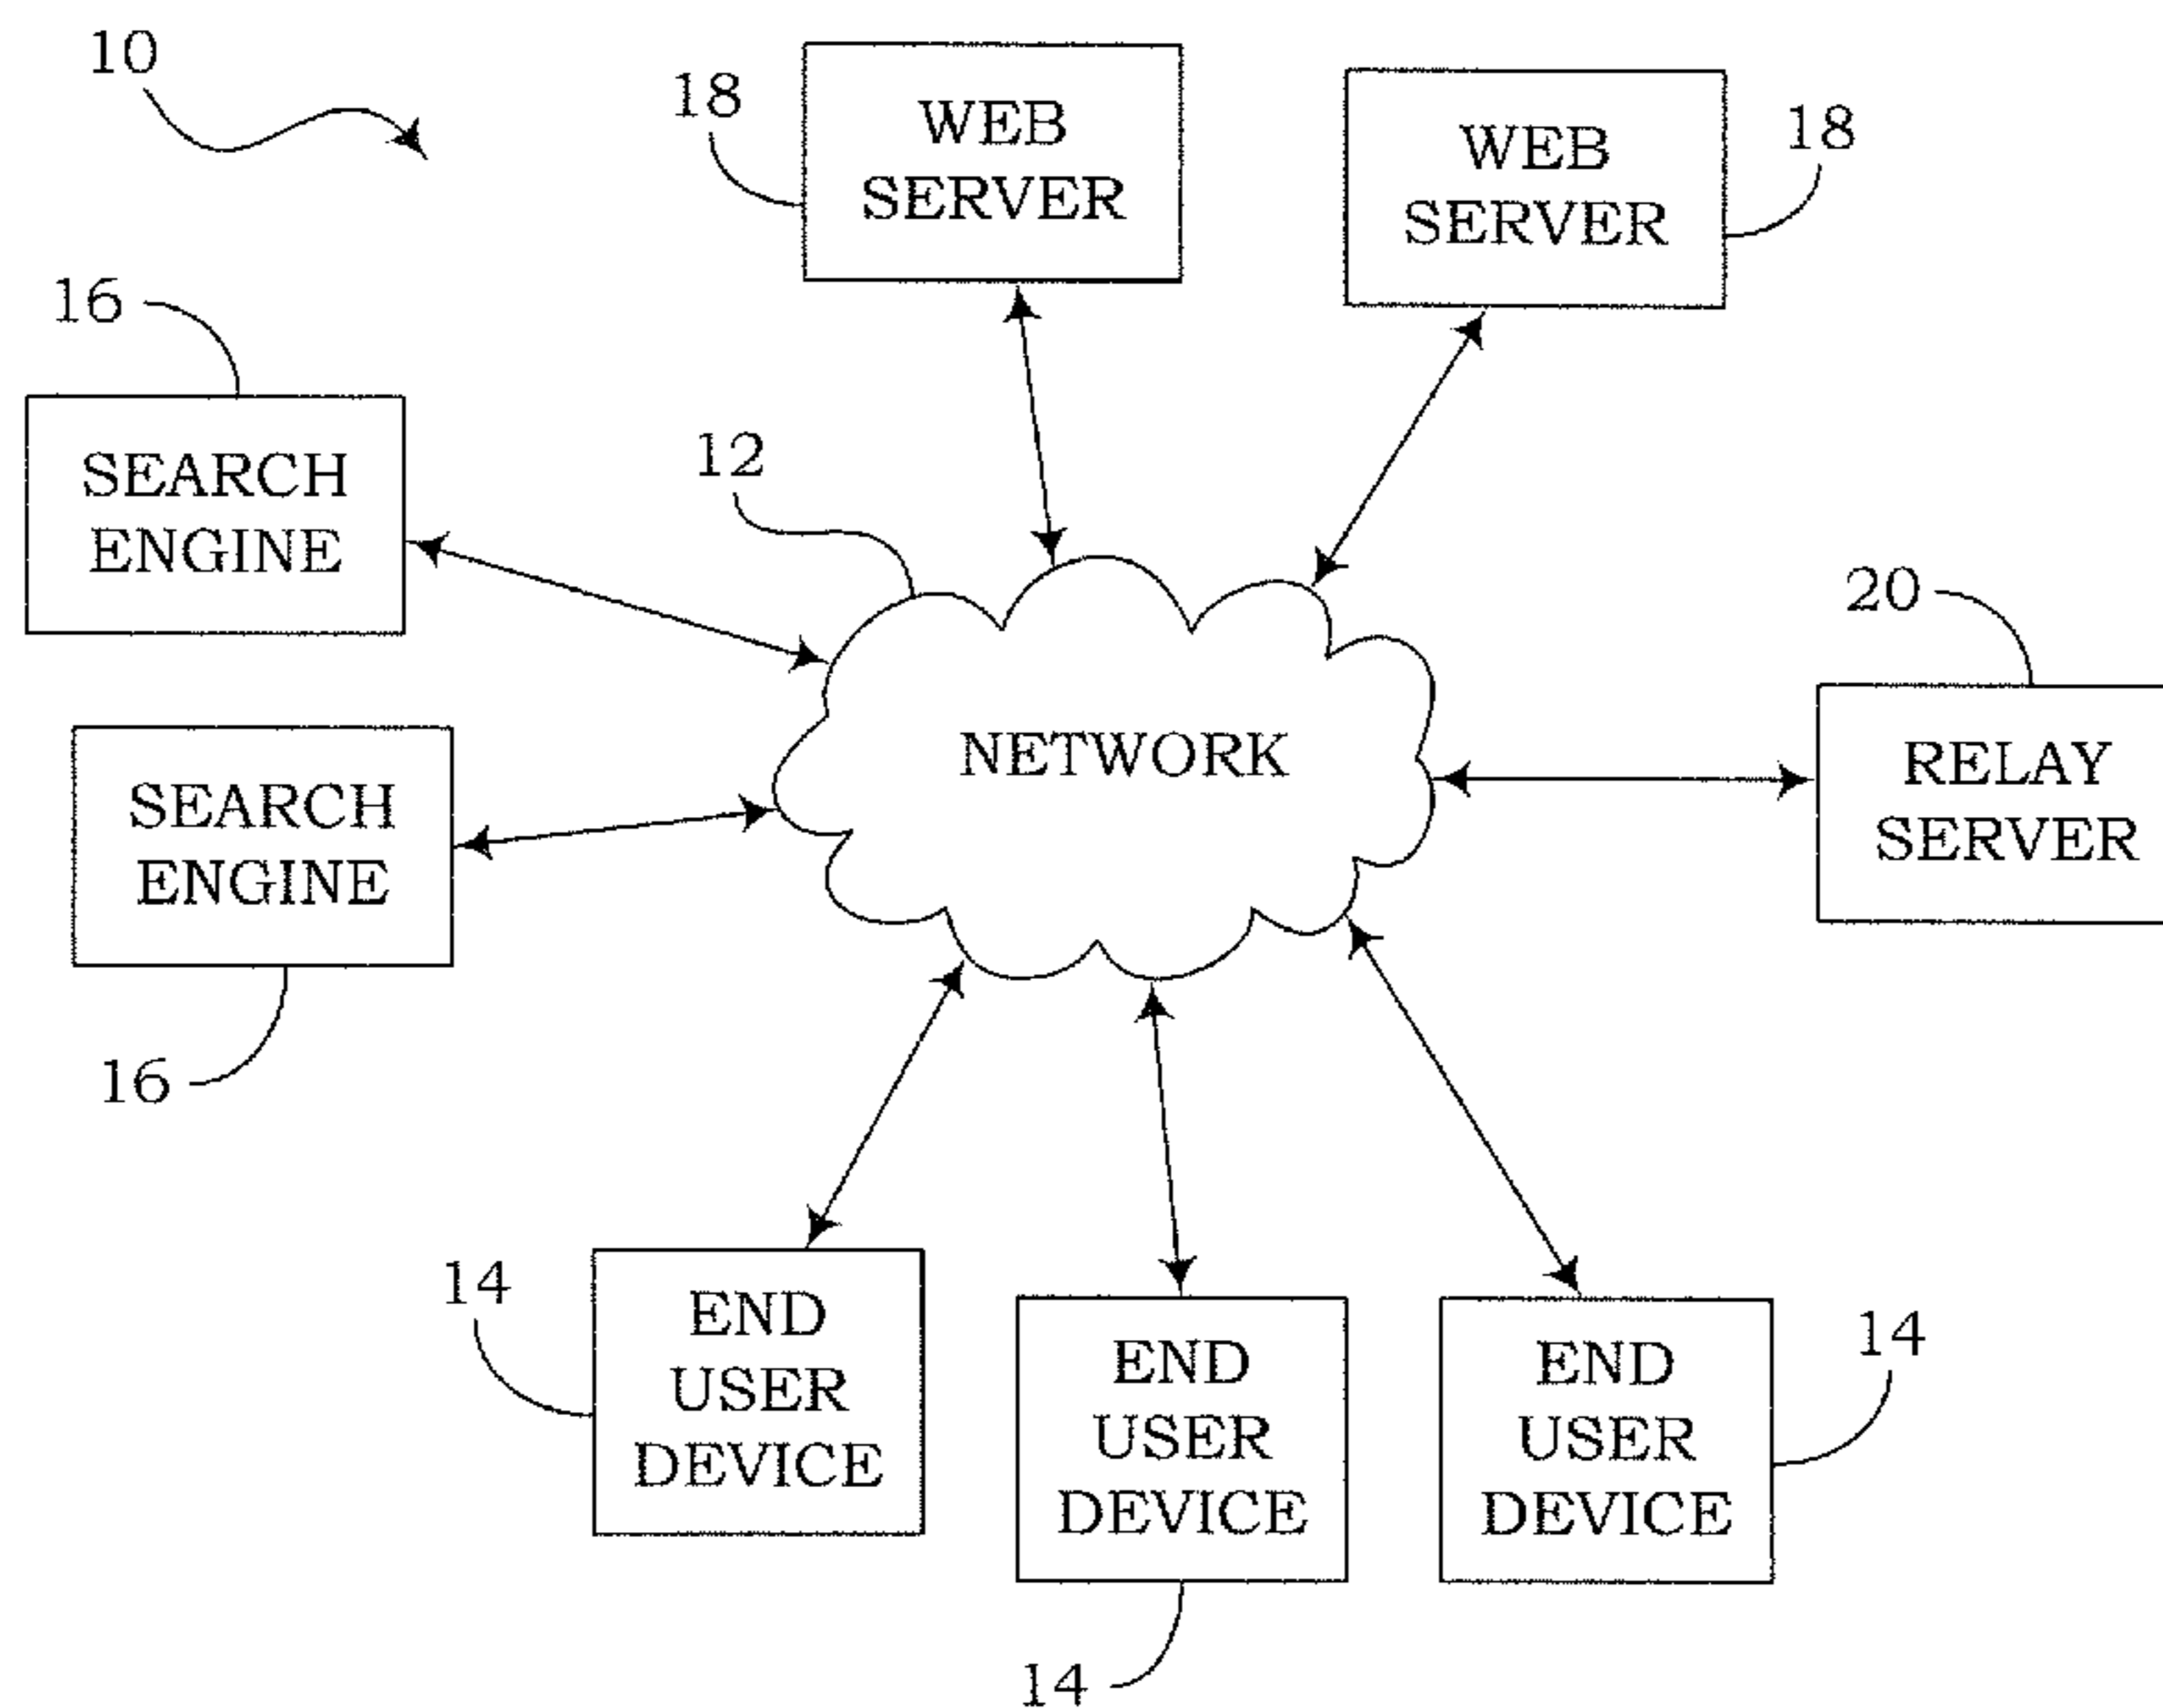 10
18
WEB
SERVER
WEB
SERVER
18
16
SEARCH
ENGINE
12
20
NETWORK
RELAY
SERVER
SEARCH
ENGINE
16
14
END
USER
DEVICE
END
USER
DEVICE
14
END
USER
DEVICE
14